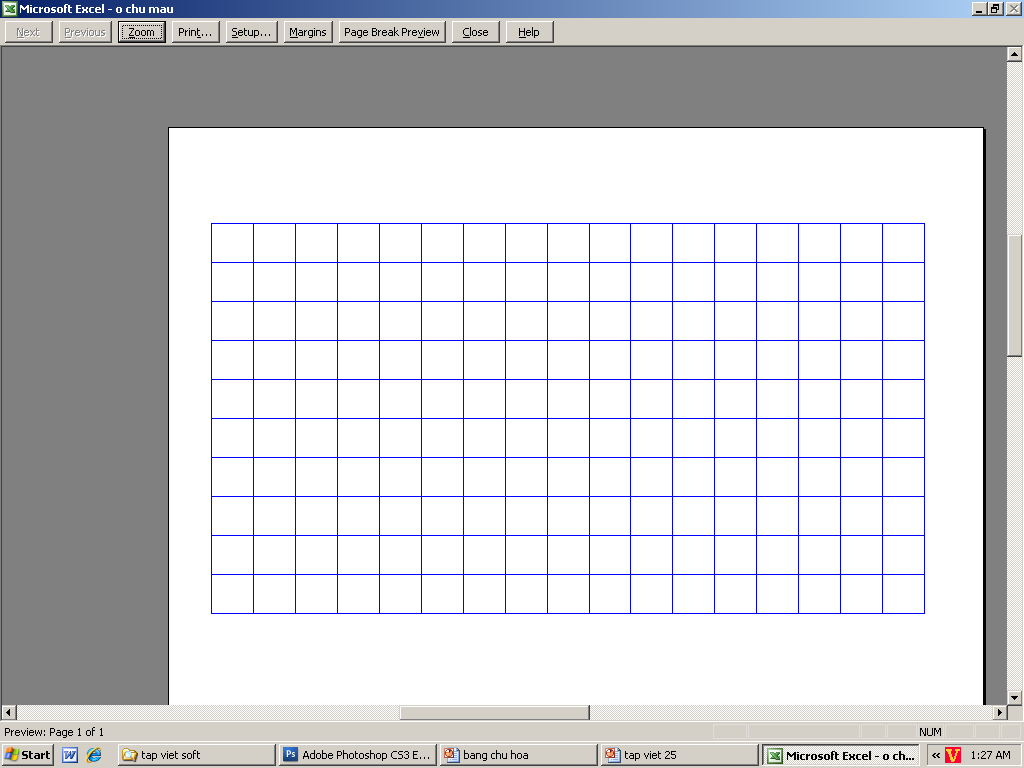 Microsoft Excel - o chu mau
Next Previous Zoom Print... Setup... Margins Page Break Preview Close Help
Preview: Page 1 of 1 NUM
Start tap viet soft Adobe Photoshop CS3 E... bang chu hoa tap viet 25 Microsoft Excel - o ch... « V 1:27 AM